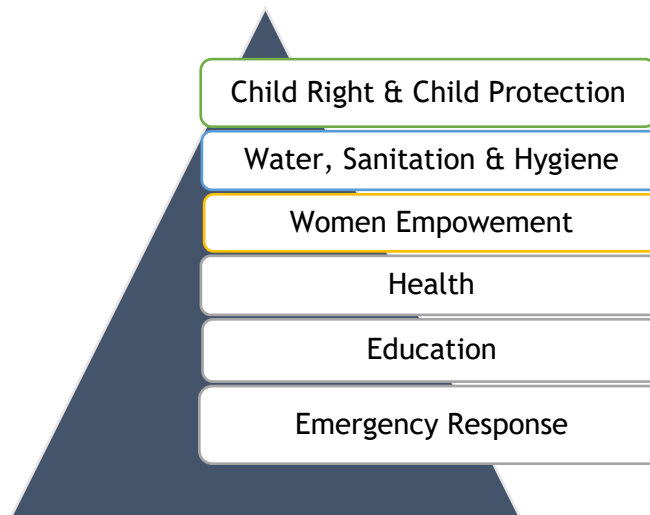 Child Right & Child Protection
Water, Sanitation & Hygiene
Women Empowement
Health
Education
Emergency Response